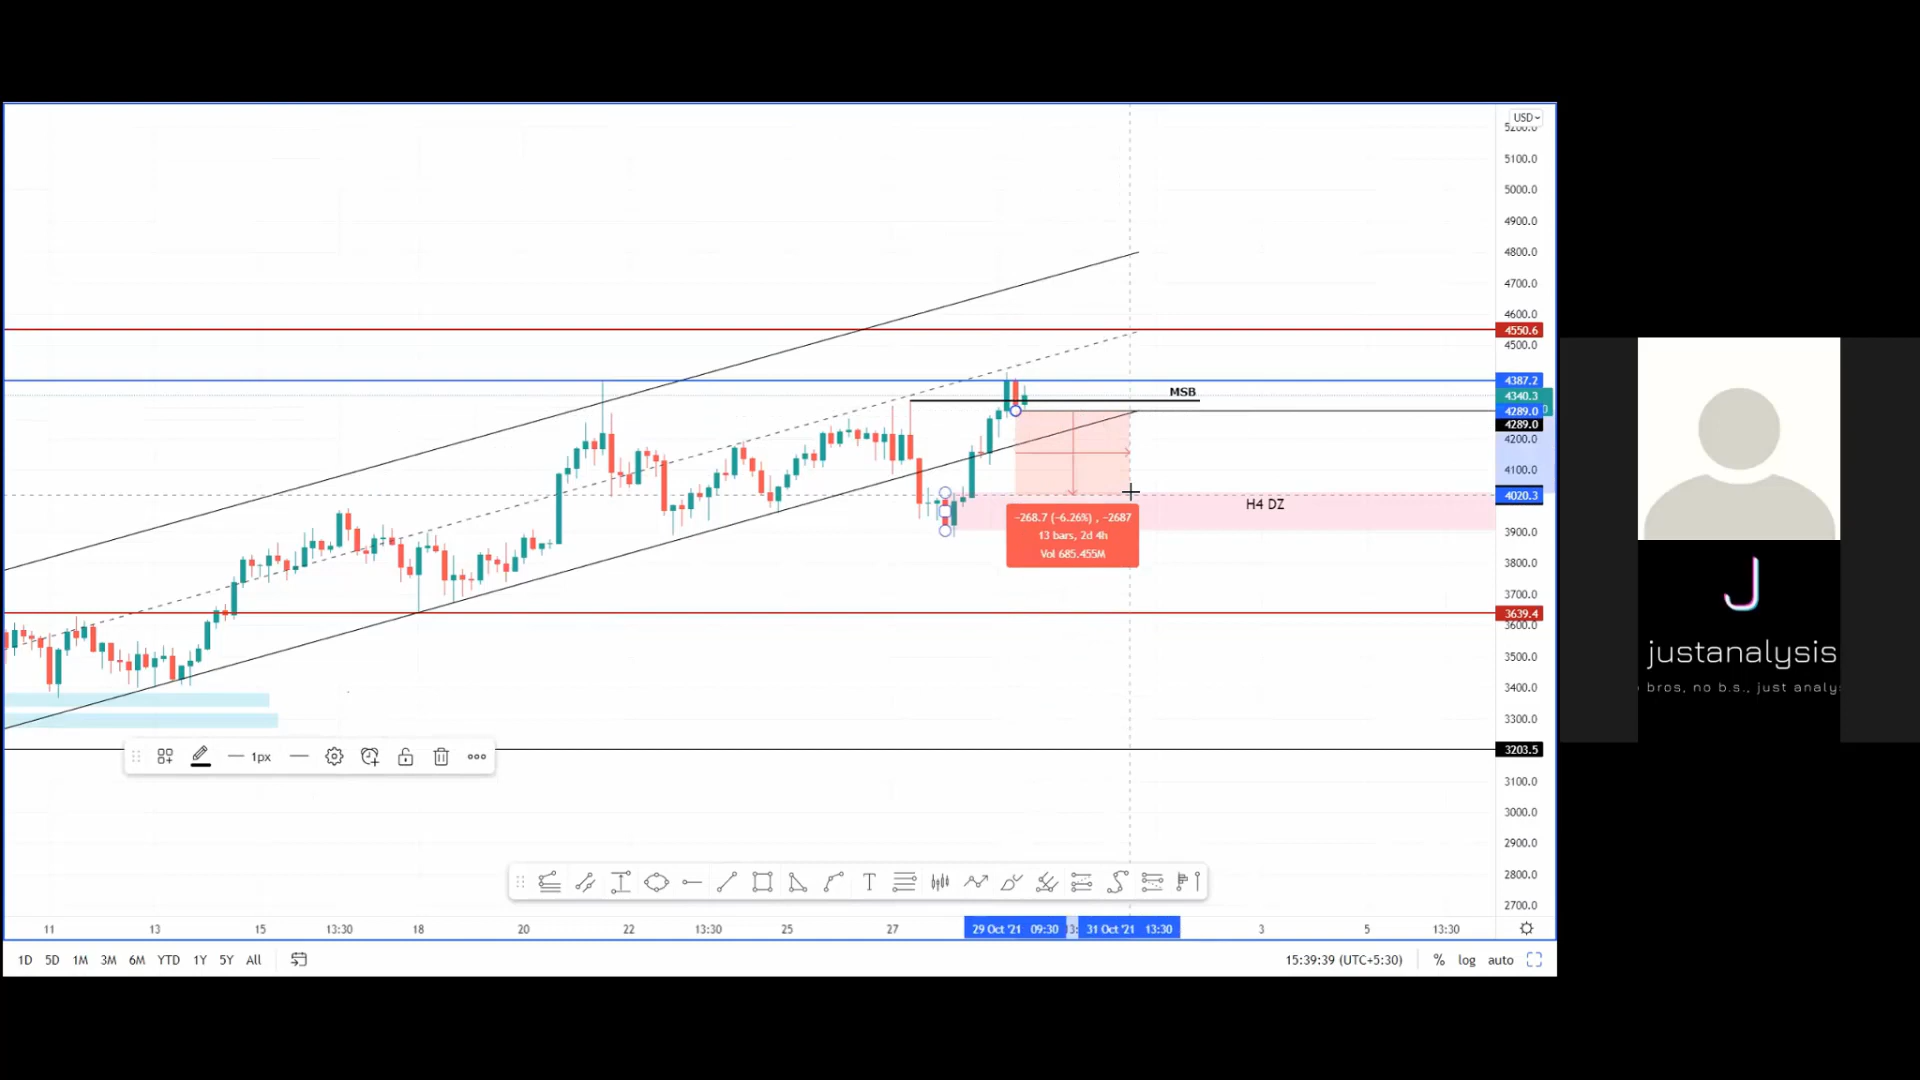 USD
5200.0
5100.0
5000.0
4900.0
4800.0
4700.0
4600.0
4550.6
4500.0
4387.2
4340.3
4289.0
4289.0
4200.0
4100.0
4020.3
3900.0
3800.0
3700.0
3639.4
3600.0
3500.0
3400.0
3300.0
3203.5
3100.0
3000.0
2900.0
2800.0
2700.0
MSB
H4 DZ
−268.7 (−6.26%) , −2687
13 bars, 2d 4h
Vol 685.455M
1px
T
11 13 15 13:30 18 20 22 13:30 25 27 29 Oct '21 09:30 31 Oct '21 13:30 3 5 13:30
1D 5D 1M 3M 6M YTD 1Y 5Y All
15:39:39 (UTC+5:30) % log auto
J
justanalysis
bros, no b.s., just analy